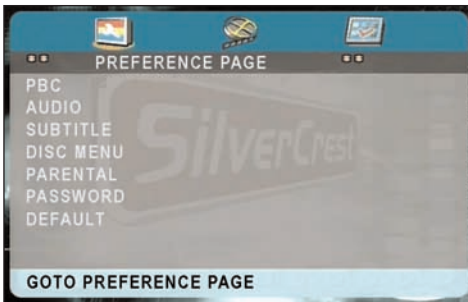 PREFERENCE PAGE
PBC
AUDIO
SUBTITLE
DISC MENU
PARENTAL
PASSWORD
DEFAULT
SilverCrest
GOTO PREFERENCE PAGE